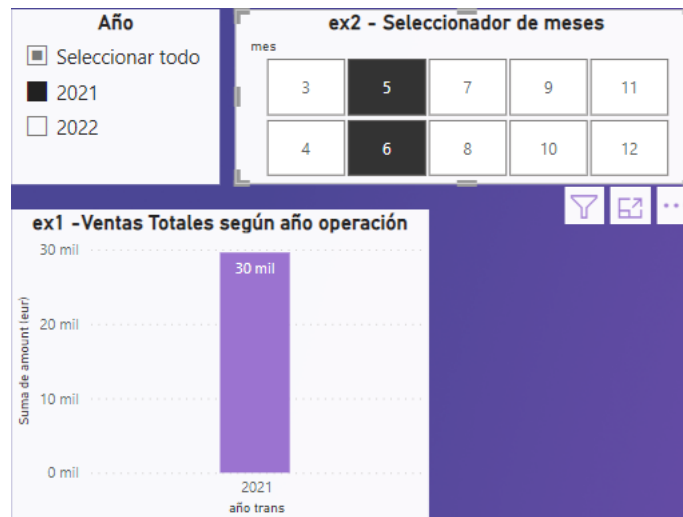 Año
Seleccionar todo
2021
2022
ex2 - Seleccionador de meses
mes
3 5 7 9 11
4 6 8 10 12
ex1 -Ventas Totales según año operación
30 mil
30 mil
20 mil
10 mil
0 mil
Suma de amount (eur)
2021
año trans